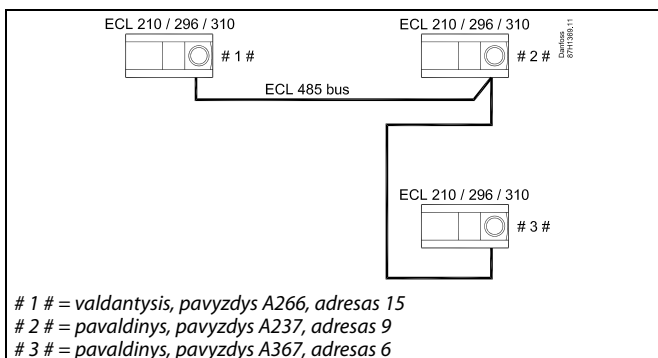 ECL 210 / 296 / 310
ECL 210 / 296 / 310
# 1 #
# 2 #
Danfoss
87H1389.11
ECL 485 bus
ECL 210 / 296 / 310
# 3 #
# 1 # = valdantysis, pavyzdys A266, adresas 15
# 2 # = pavaldinys, pavyzdys A237, adresas 9
# 3 # = pavaldinys, pavyzdys A367, adresas 6